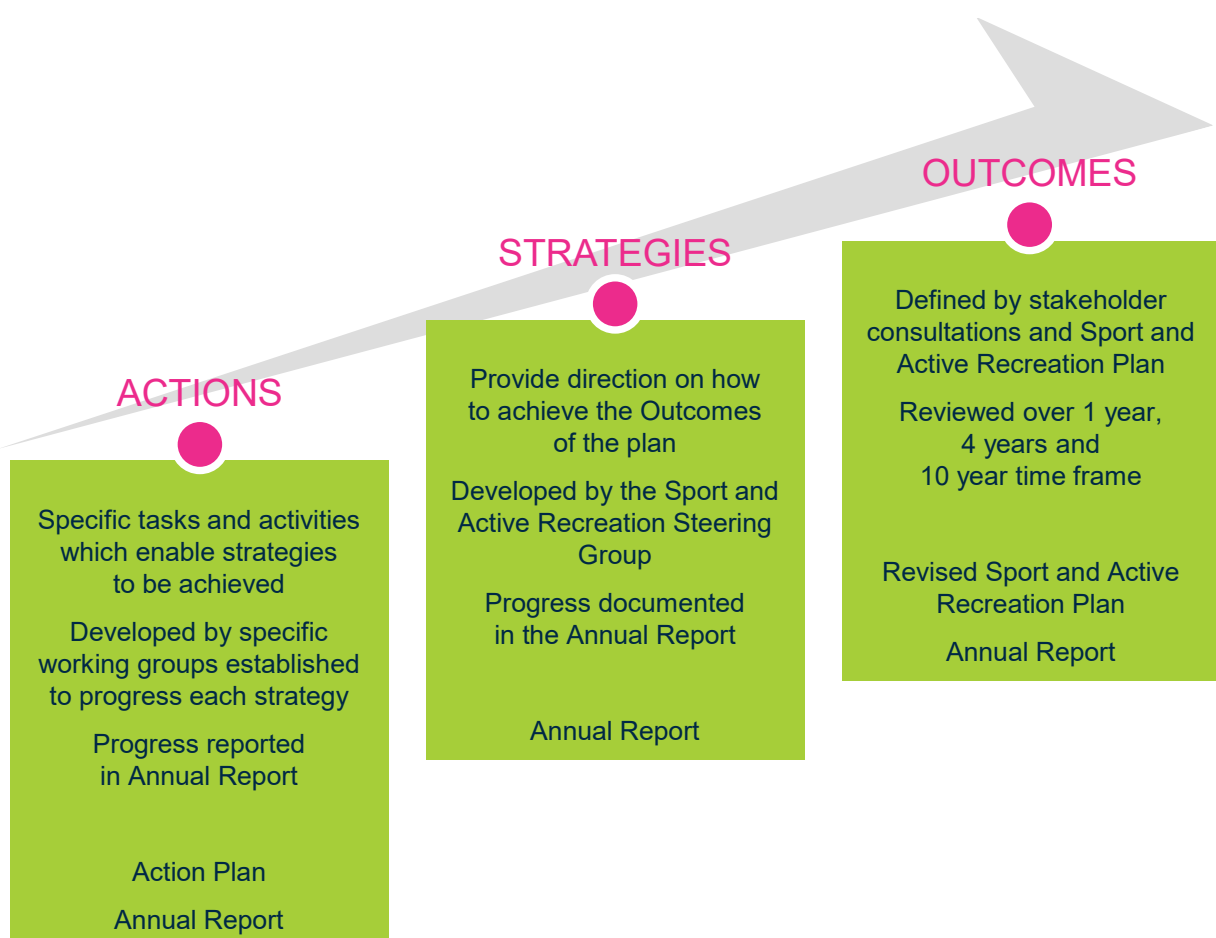 ACTIONS
Specific tasks and activities
which enable strategies
to be achieved
Developed by specific
working groups established
to progress each strategy
Progress reported
in Annual Report
Action Plan
Annual Report
STRATEGIES
Provide direction on how
to achieve the Outcomes
of the plan
Developed by the Sport and
Active Recreation Steering
Group
Progress documented
in the Annual Report
Annual Report
OUTCOMES
Defined by stakeholder
consultations and Sport and
Active Recreation Plan
Reviewed over 1 year,
4 years and
10 year time frame
Revised Sport and Active
Recreation Plan
Annual Report